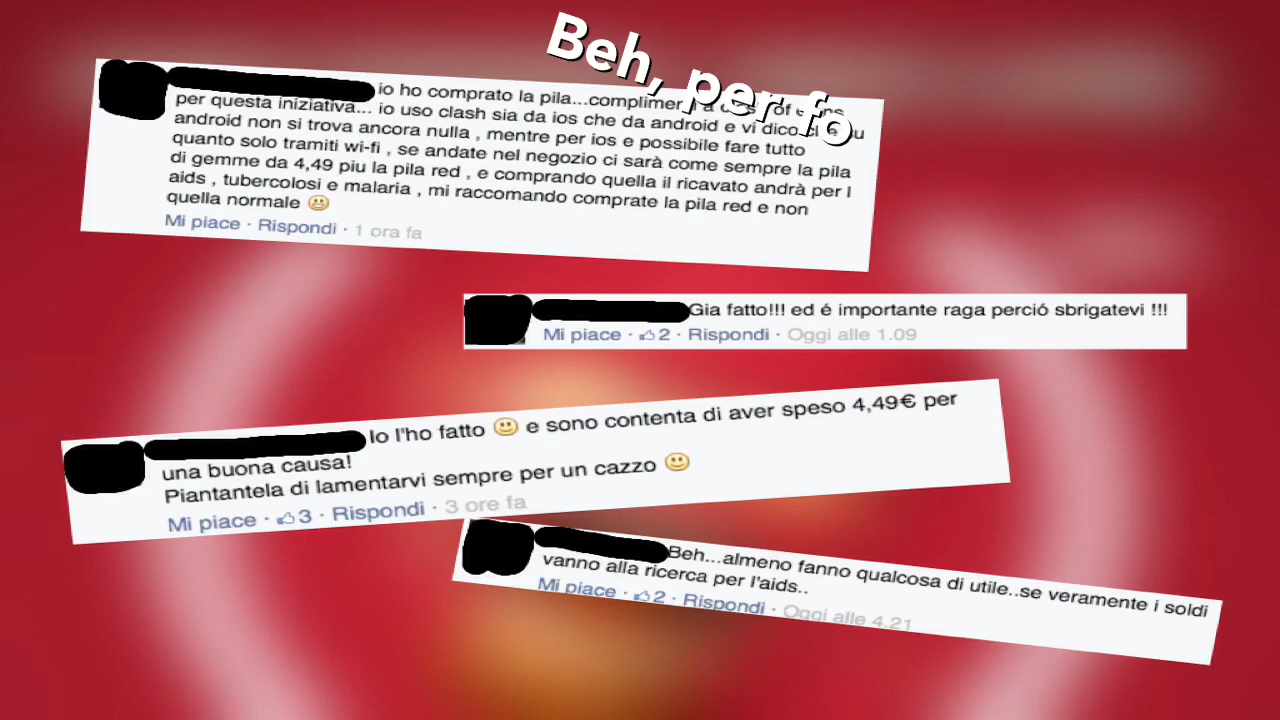 Beh, per fo
io ho comprato la pila...complimen a c of
per questa iniziativa... io uso clash sia da ios che da android e vi dico su
android non si trova ancora nulla , mentre per ios e possibile fare tutto
quanto solo tramiti wi-fi , se andate nel negozio ci sarà come sempre la pila
di gemme da 4,49 piu la pila red , e comprando quella il ricavato andrà per l
aids , tubercolosi e malaria , mi raccomando comprate la pila red e non
quella normale 😬
Mi piace · Rispondi · 1 ora fa
Gia fatto!!! ed é importante raga perció sbrigatevi !!!
Mi piace · 2 · Rispondi · Oggi alle 1.09
Io l'ho fatto 🙂 e sono contenta di aver speso 4,49€ per
una buona causa!
Piantantela di lamentarvi sempre per un cazzo 🙂
Mi piace · 3 · Rispondi · 3 ore fa
Beh...almeno fanno qualcosa di utile..se veramente i soldi
vanno alla ricerca per l'aids..
Mi piace · 2 · Rispondi · Oggi alle 4.21